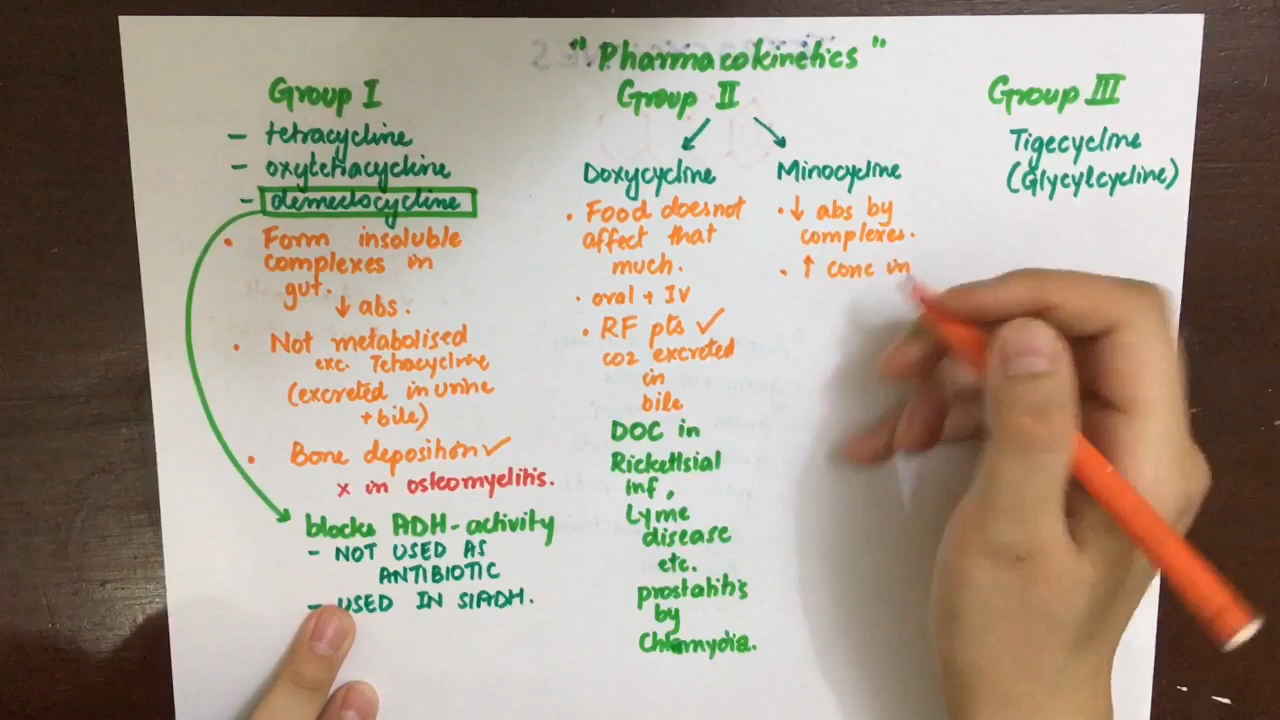 "Pharmacokinetics"
Group I
- tetracycline
- oxytetracycline
- demeclocycline
• Form insoluble
complexes in
gut.
↓ abs.
• Not metabolised
exc. Tetracycline
(excreted in urine
+ bile)
• Bone deposition ✓
x in osteomyelitis.
blocks ADH-activity
- NOT USED AS
ANTIBIOTIC
- USED IN SIADH.
Group II
Doxycycline
• Food doesnot
affect that
much.
• oral + IV
• RF pts ✓
coz excreted
in
bile
DOC in
Rickettsial
inf,
Lyme
disease
etc.
prostatitis
by
Chlamydia.
Minocycline
• ↓ abs by
complexes.
• ↑ conc in
Group III
Tigecycline
(Glycylcycline)